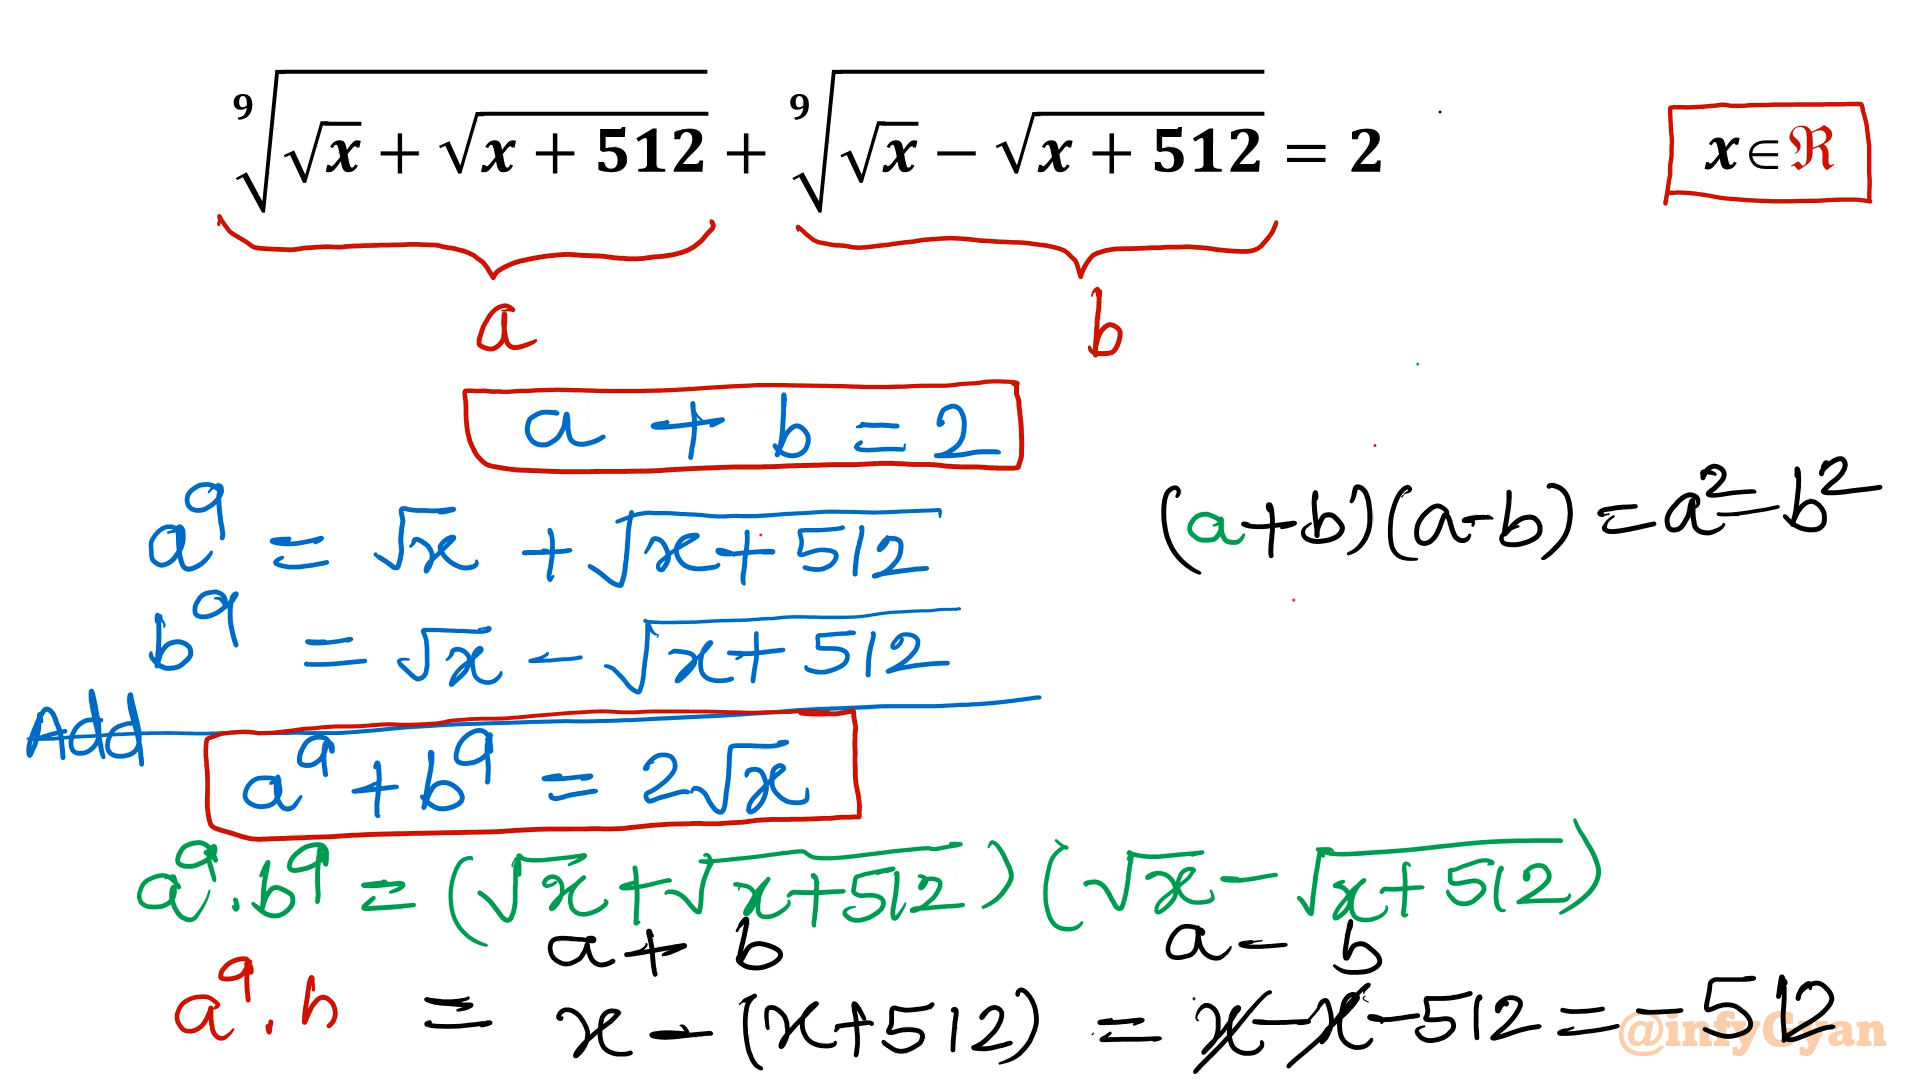 ⁹√(√x + √(x + 512)) + ⁹√(√x − √(x + 512)) = 2
x ∈ ℜ
a
b
a + b = 2
(a+b)(a-b) = a² - b²
a⁹ = √x + √(x+512)
b⁹ = √x - √(x+512)
Add
a⁹ + b⁹ = 2√x
a⁹.b⁹ = (√x + √(x+512)) (√x - √(x+512))
a + b
a - b
a⁹.h = x - (x+512) = x - x - 512 = -512
@infyGyan